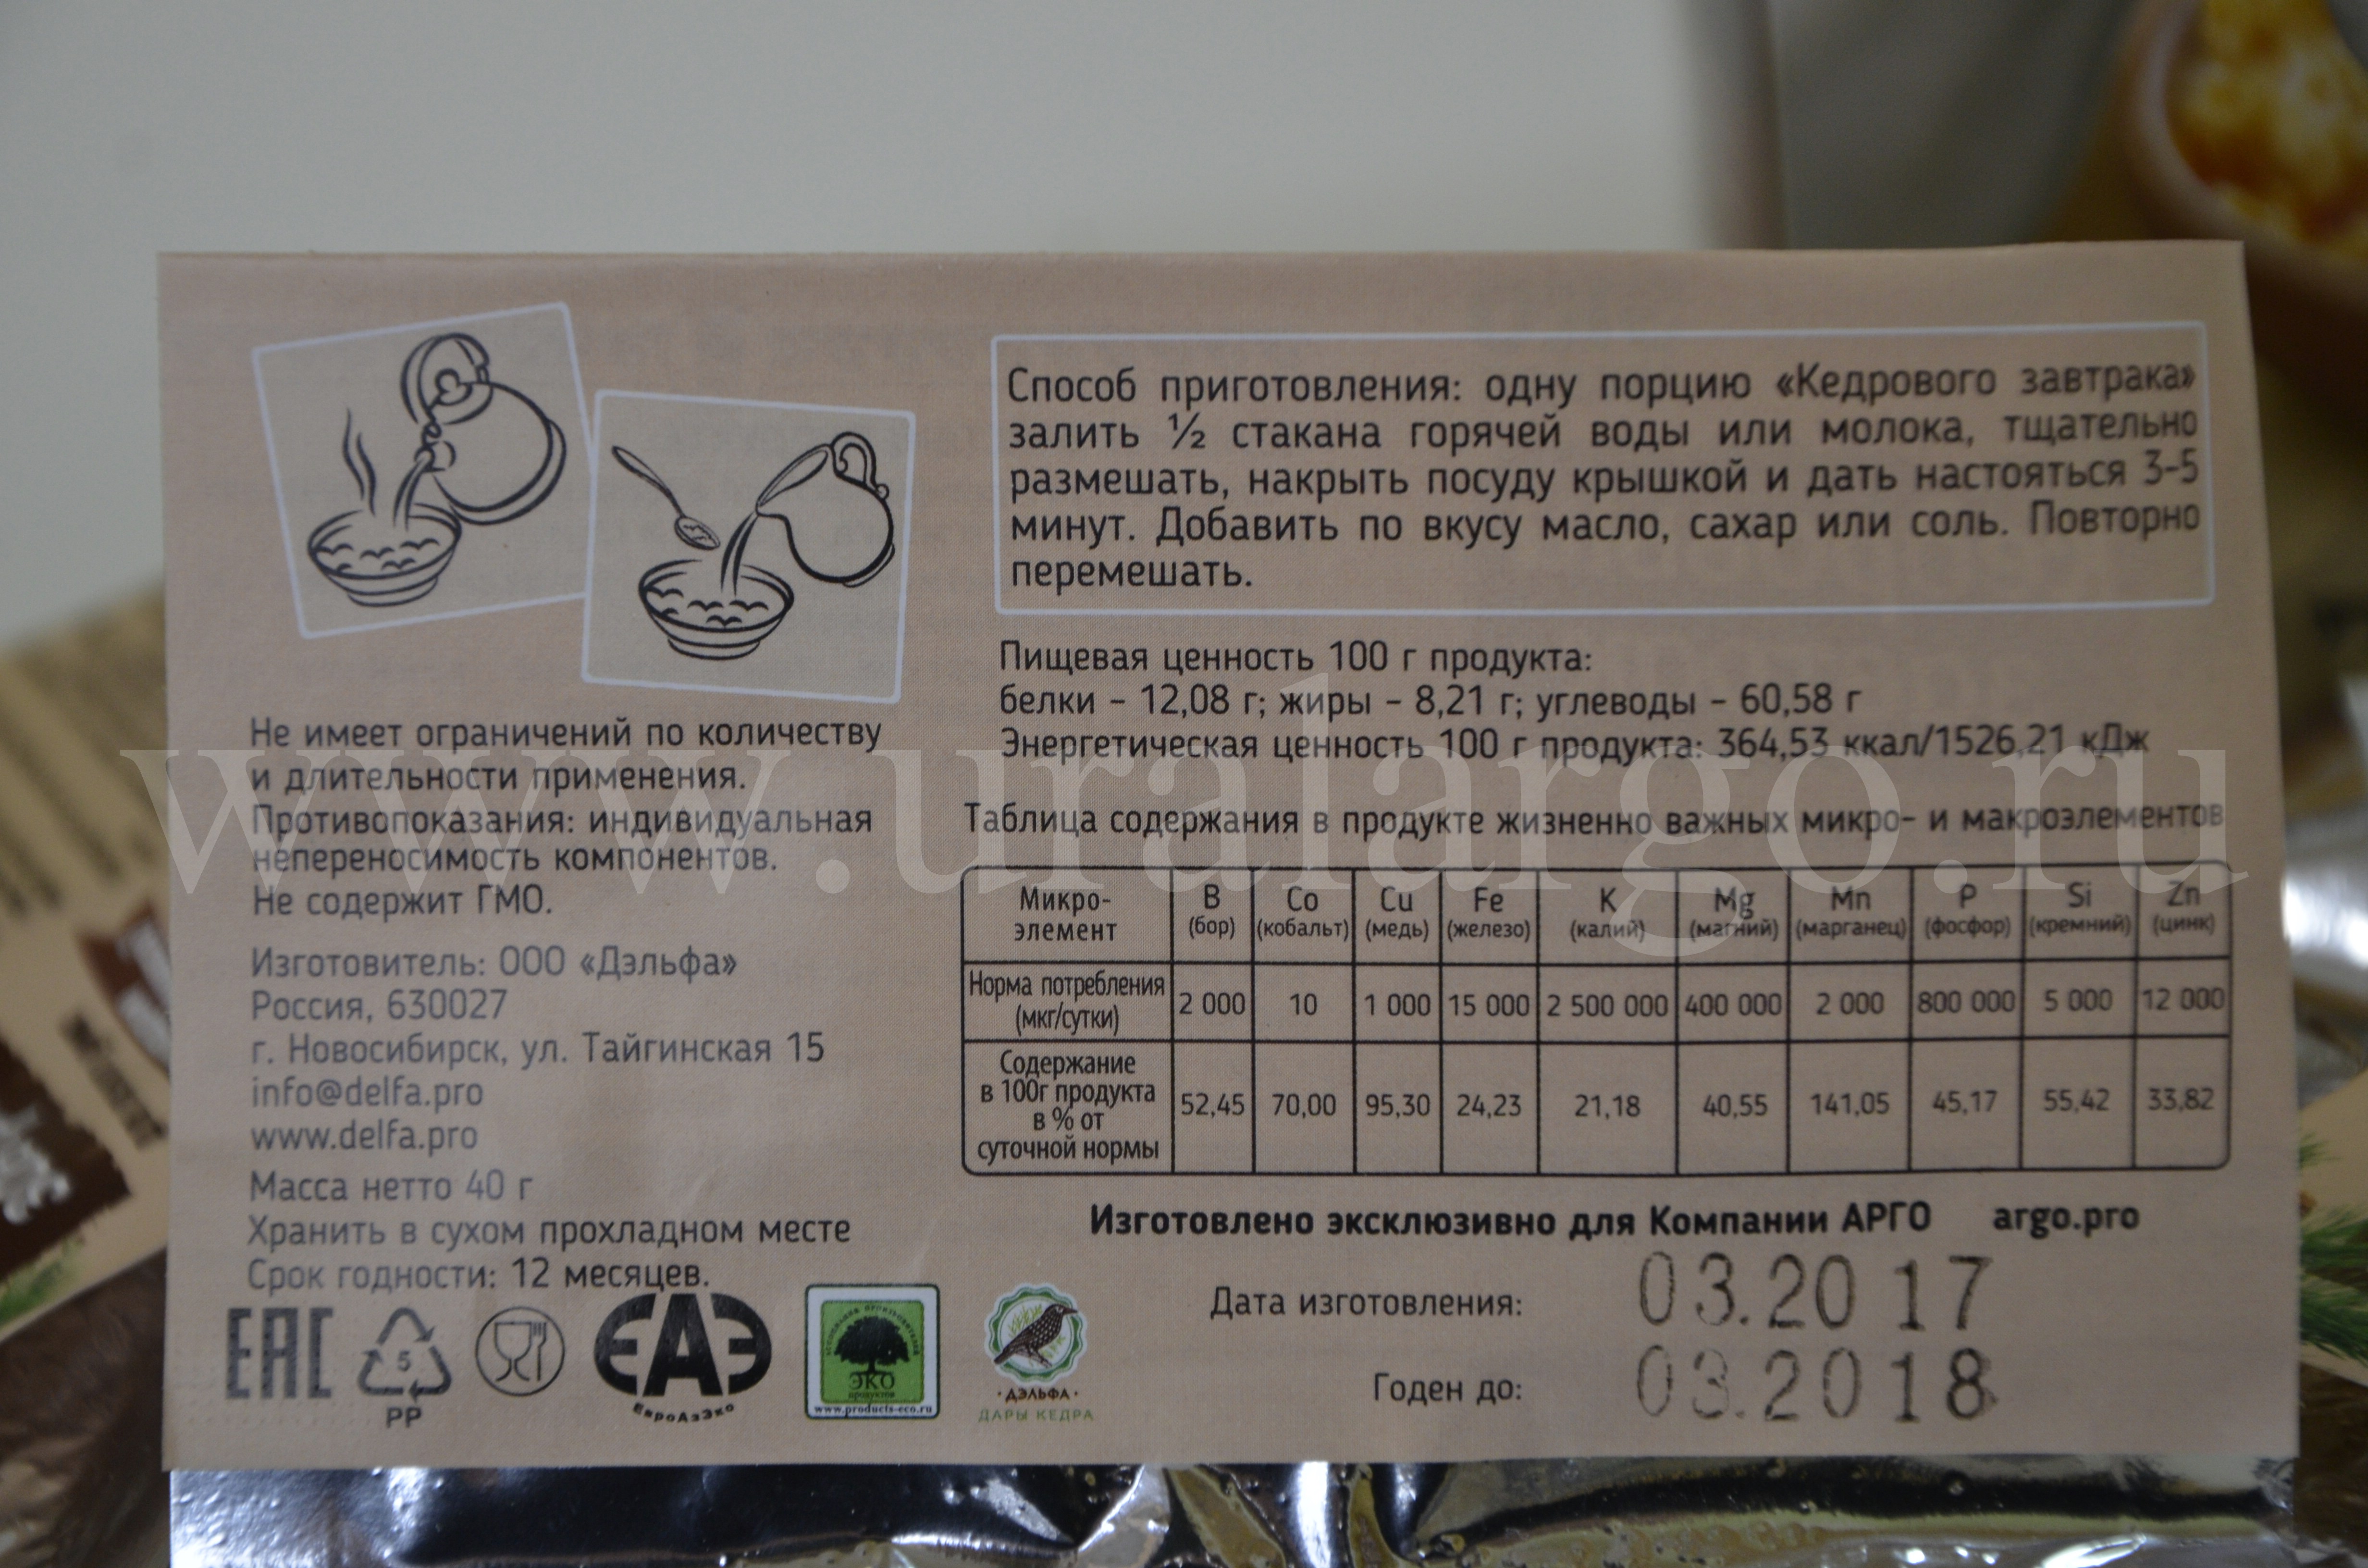 Способ приготовления: одну порцию «Кедрового завтрака»
залить ½ стакана горячей воды или молока, тщательно
размешать, накрыть посуду крышкой и дать настояться 3-5
минут. Добавить по вкусу масло, сахар или соль. Повторно
перемешать.
Пищевая ценность 100 г продукта:
белки – 12,08 г; жиры – 8,21 г; углеводы – 60,58 г
Энергетическая ценность 100 г продукта: 364,53 ккал/1526,21 кДж
Не имеет ограничений по количеству
и длительности применения.
Противопоказания: индивидуальная
непереносимость компонентов.
Не содержит ГМО.
www.uralargo.ru
Изготовитель: ООО «Дэльфа»
Россия, 630027
г. Новосибирск, ул. Тайгинская 15
info@delfa.pro
www.delfa.pro
Масса нетто 40 г
Хранить в сухом прохладном месте
Срок годности: 12 месяцев.
Таблица содержания в продукте жизненно важных микро- и макроэлементов
Микро-элемент B (бор) Co (кобальт) Cu (медь) Fe (железо) K (калий) Mg (магний) Mn (марганец) P (фосфор) Si (кремний) Zn (цинк)
Норма потребления (мкг/сутки) 2 000 10 1 000 15 000 2 500 000 400 000 2 000 800 000 5 000 12 000
Содержание в 100г продукта в % от суточной нормы 52,45 70,00 95,30 24,23 21,18 40,55 141,05 45,17 55,42 33,82
Изготовлено эксклюзивно для Компании АРГО argo.pro
Дата изготовления: 03.2017
Годен до: 03.2018
EAC
5
PP
ЕАЭ
ЕвроАзЭко
ЭКО
продуктов
www.products-eco.ru
·ДЭЛЬФА·
ДАРЫ КЕДРА